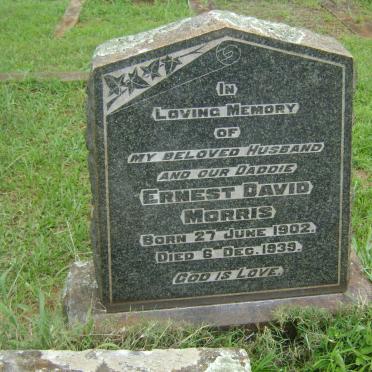 In
Loving Memory
of
my beloved Husband
and our Daddie
Ernest David
Morris
Born 27 June 1902.
Died 6 Dec. 1939.
God is Love.